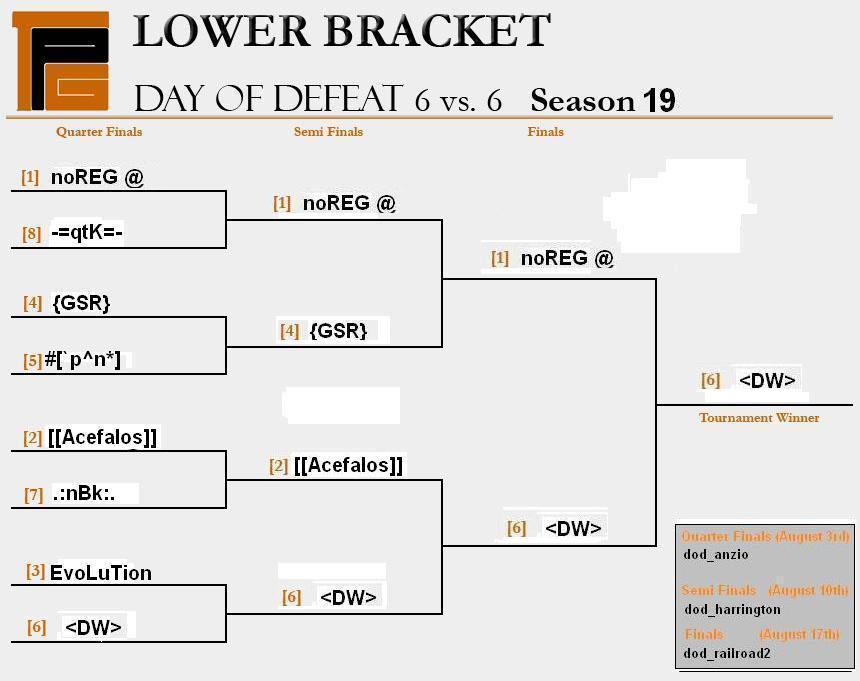 TPG
LOWER BRACKET
DAY OF DEFEAT 6 vs. 6 Season 19
Quarter Finals Semi Finals Finals
[1] noREG @
[8] -=qtK=-
[4] {GSR}
[5] #[`p^n*]
[2] [[Acefalos]]
[7] .:nBk:.
[3] EvoLuTion
[6] <DW>
[1] noREG @
[4] {GSR}
[2] [[Acefalos]]
[6] <DW>
[1] noREG @
[6] <DW>
[6] <DW>
Tournament Winner
Quarter Finals (August 3rd)
dod_anzio
Semi Finals (August 10th)
dod_harrington
Finals (August 17th)
dod_railroad2